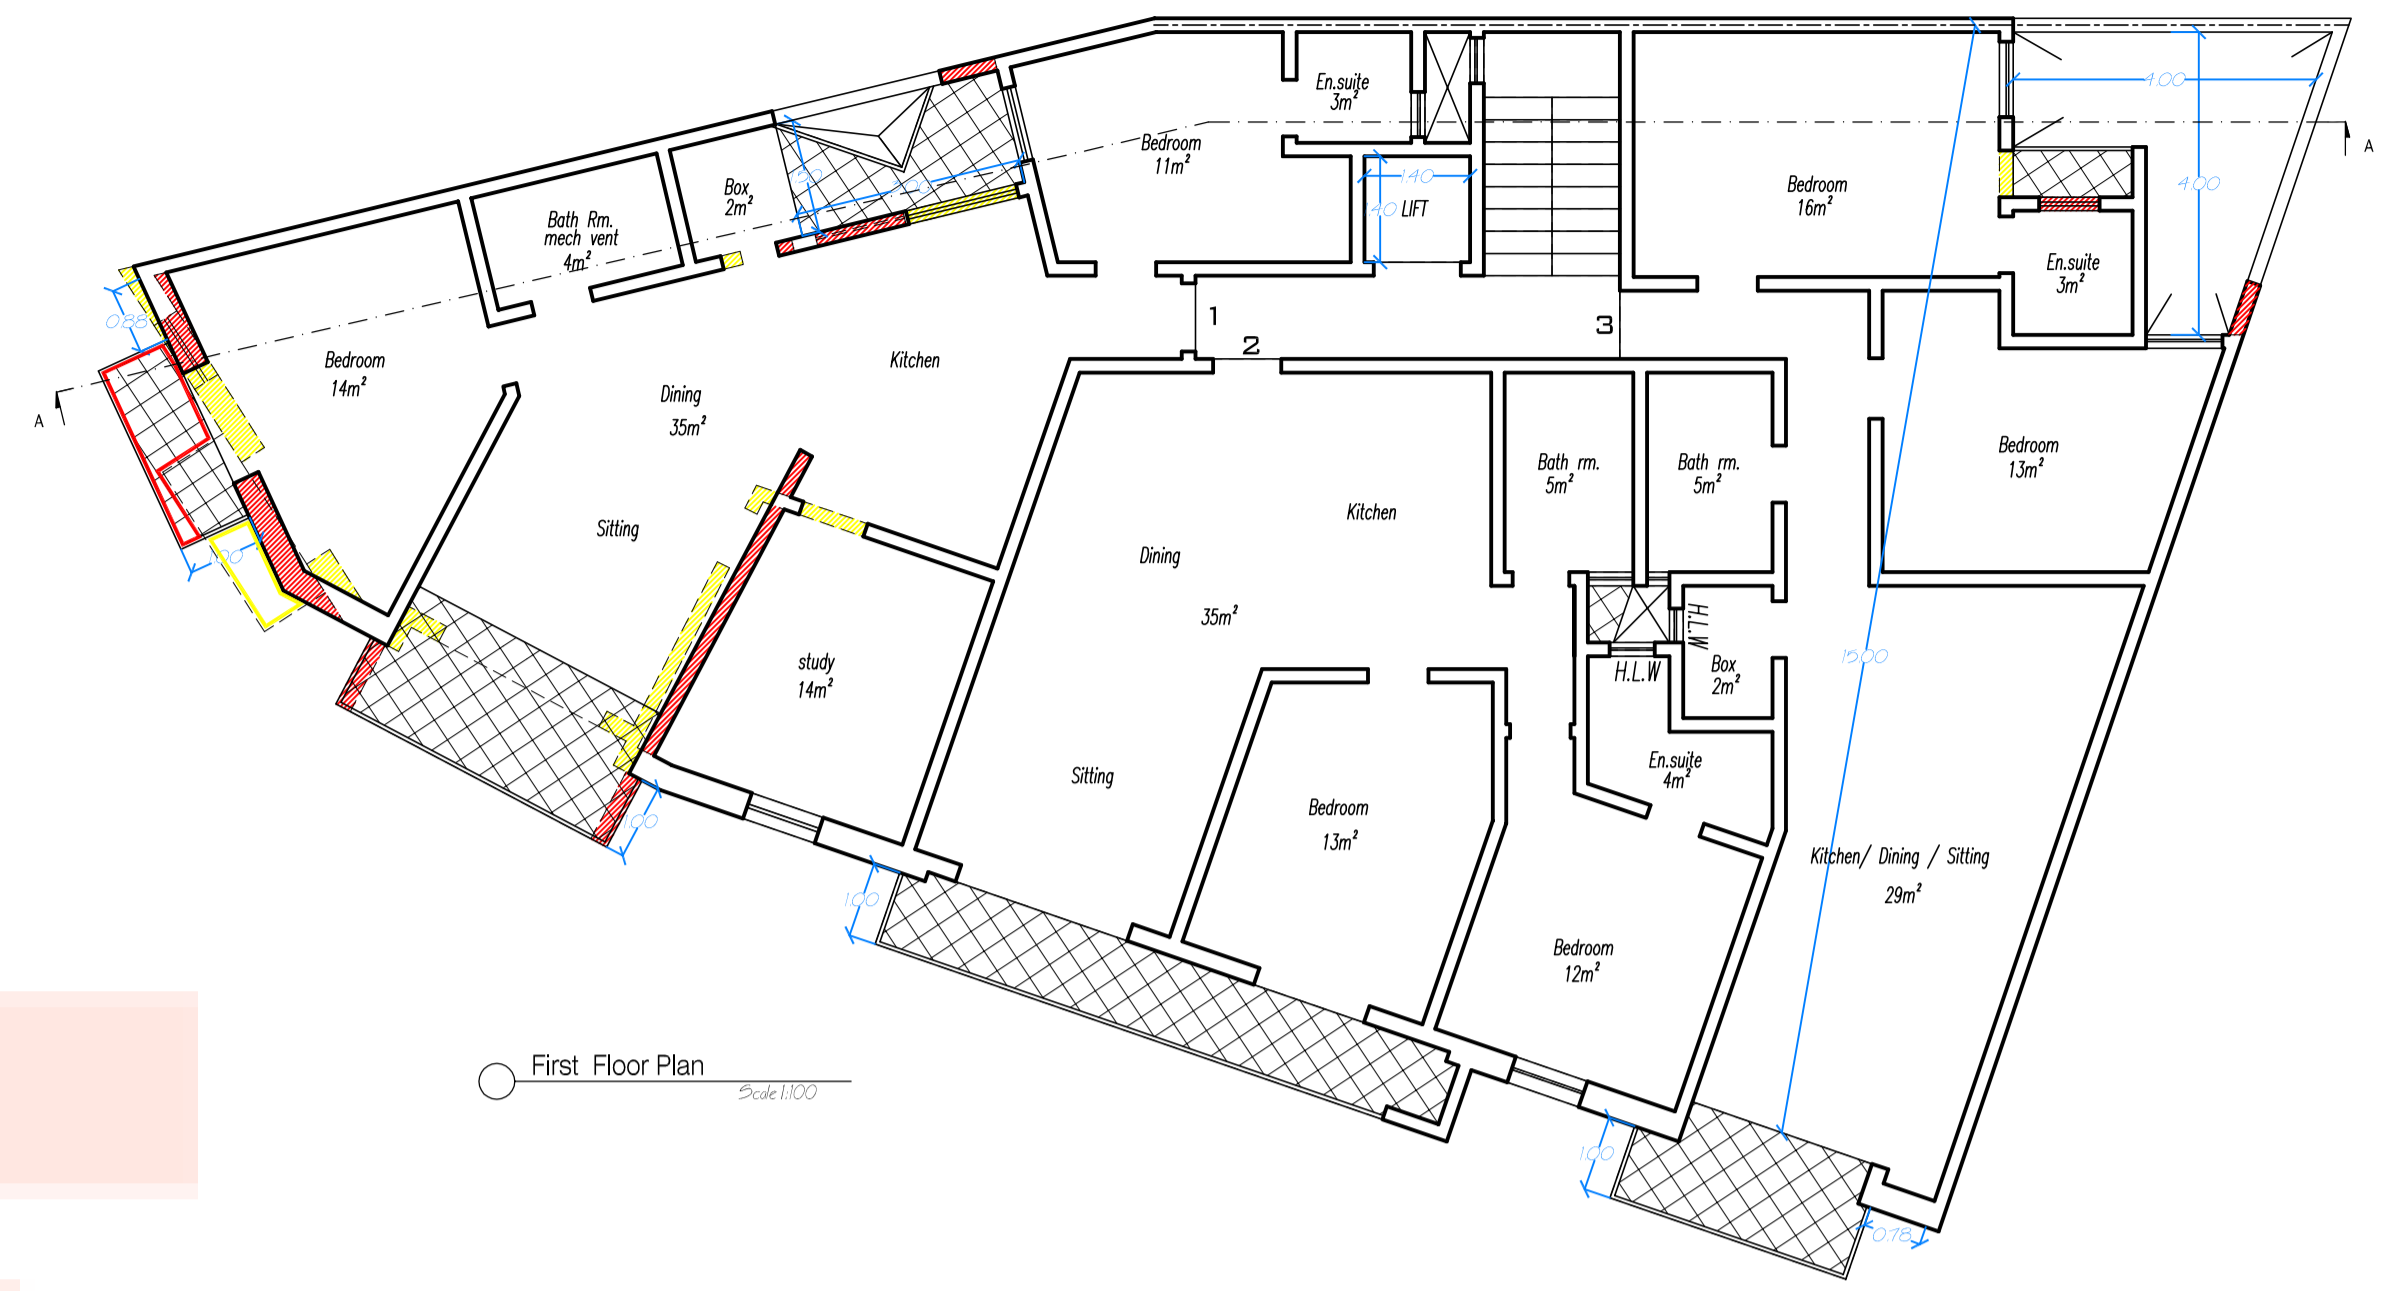 4.00
En.suite
3m²
A
Bedroom
11m²
1.50
1.40
LIFT
1.40
Bedroom
16m²
4.00
Box
2m²
Bath Rm.
mech vent
4m²
En.suite
3m²
0.88
1
3
2
Bedroom
14m²
Kitchen
Dining
35m²
A
Bedroom
13m²
Bath rm.
5m²
Bath rm.
5m²
Sitting
Kitchen
Dining
1.00
35m²
H.L.W
study
14m²
H.L.W
Box
2m²
15.00
En.suite
4m²
Sitting
Bedroom
13m²
1.00
Kitchen/ Dining / Sitting
29m²
1.00
Bedroom
12m²
First Floor Plan
Scale 1:100
1.00
0.78